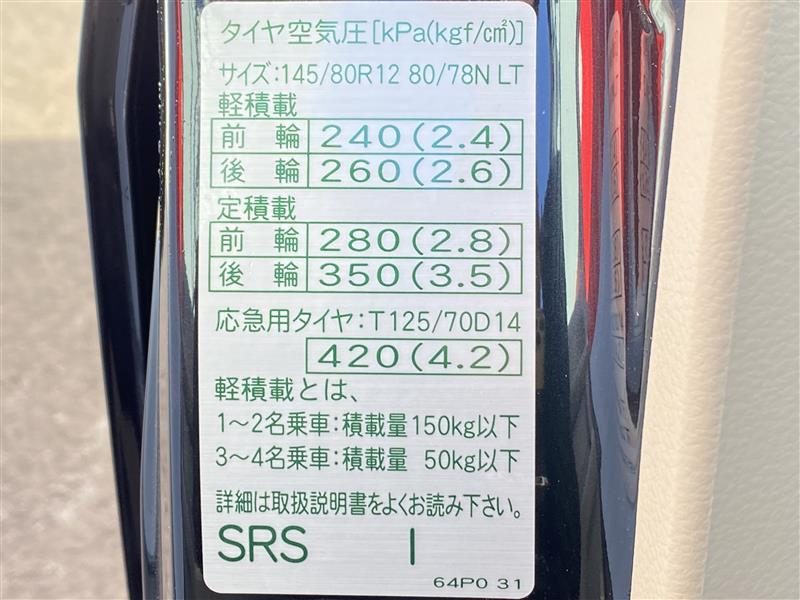 タイヤ空気圧[kPa(kgf/c㎡)]
サイズ:145/80R12 80/78N LT
軽積載
前 輪 240(2.4)
後 輪 260(2.6)
定積載
前 輪 280(2.8)
後 輪 350(3.5)
応急用タイヤ:T125/70D14
420(4.2)
軽積載とは、
1~2名乗車:積載量150kg以下
3~4名乗車:積載量 50kg以下
詳細は取扱説明書をよくお読み下さい。
SRS I
64P0 31